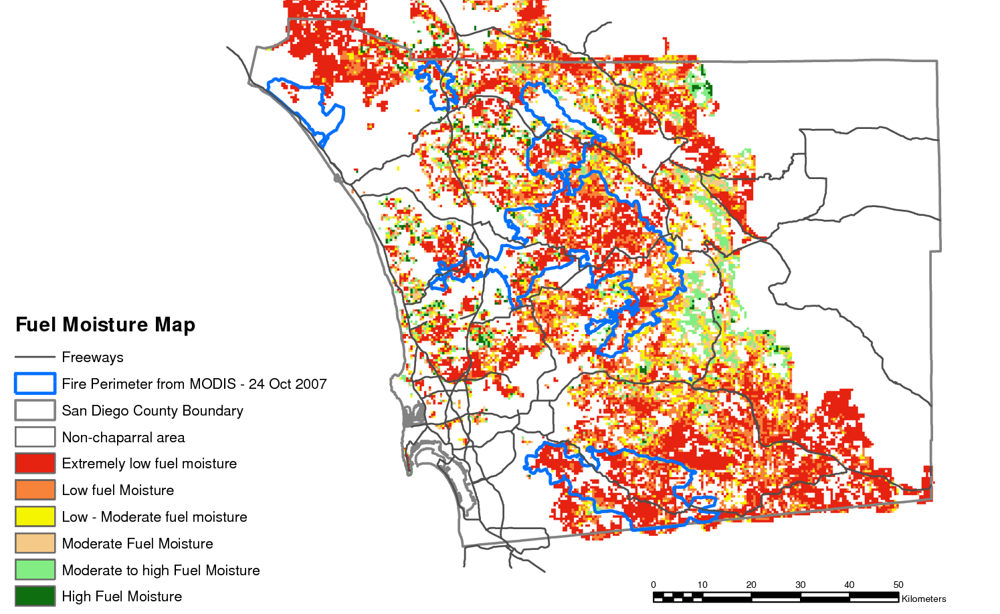 Fuel Moisture Map
Freeways
Fire Perimeter from MODIS - 24 Oct 2007
San Diego County Boundary
Non-chaparral area
Extremely low fuel moisture
Low fuel Moisture
Low - Moderate fuel moisture
Moderate Fuel Moisture
Moderate to high Fuel Moisture
High Fuel Moisture
0 10 20 30 40 50
Kilometers